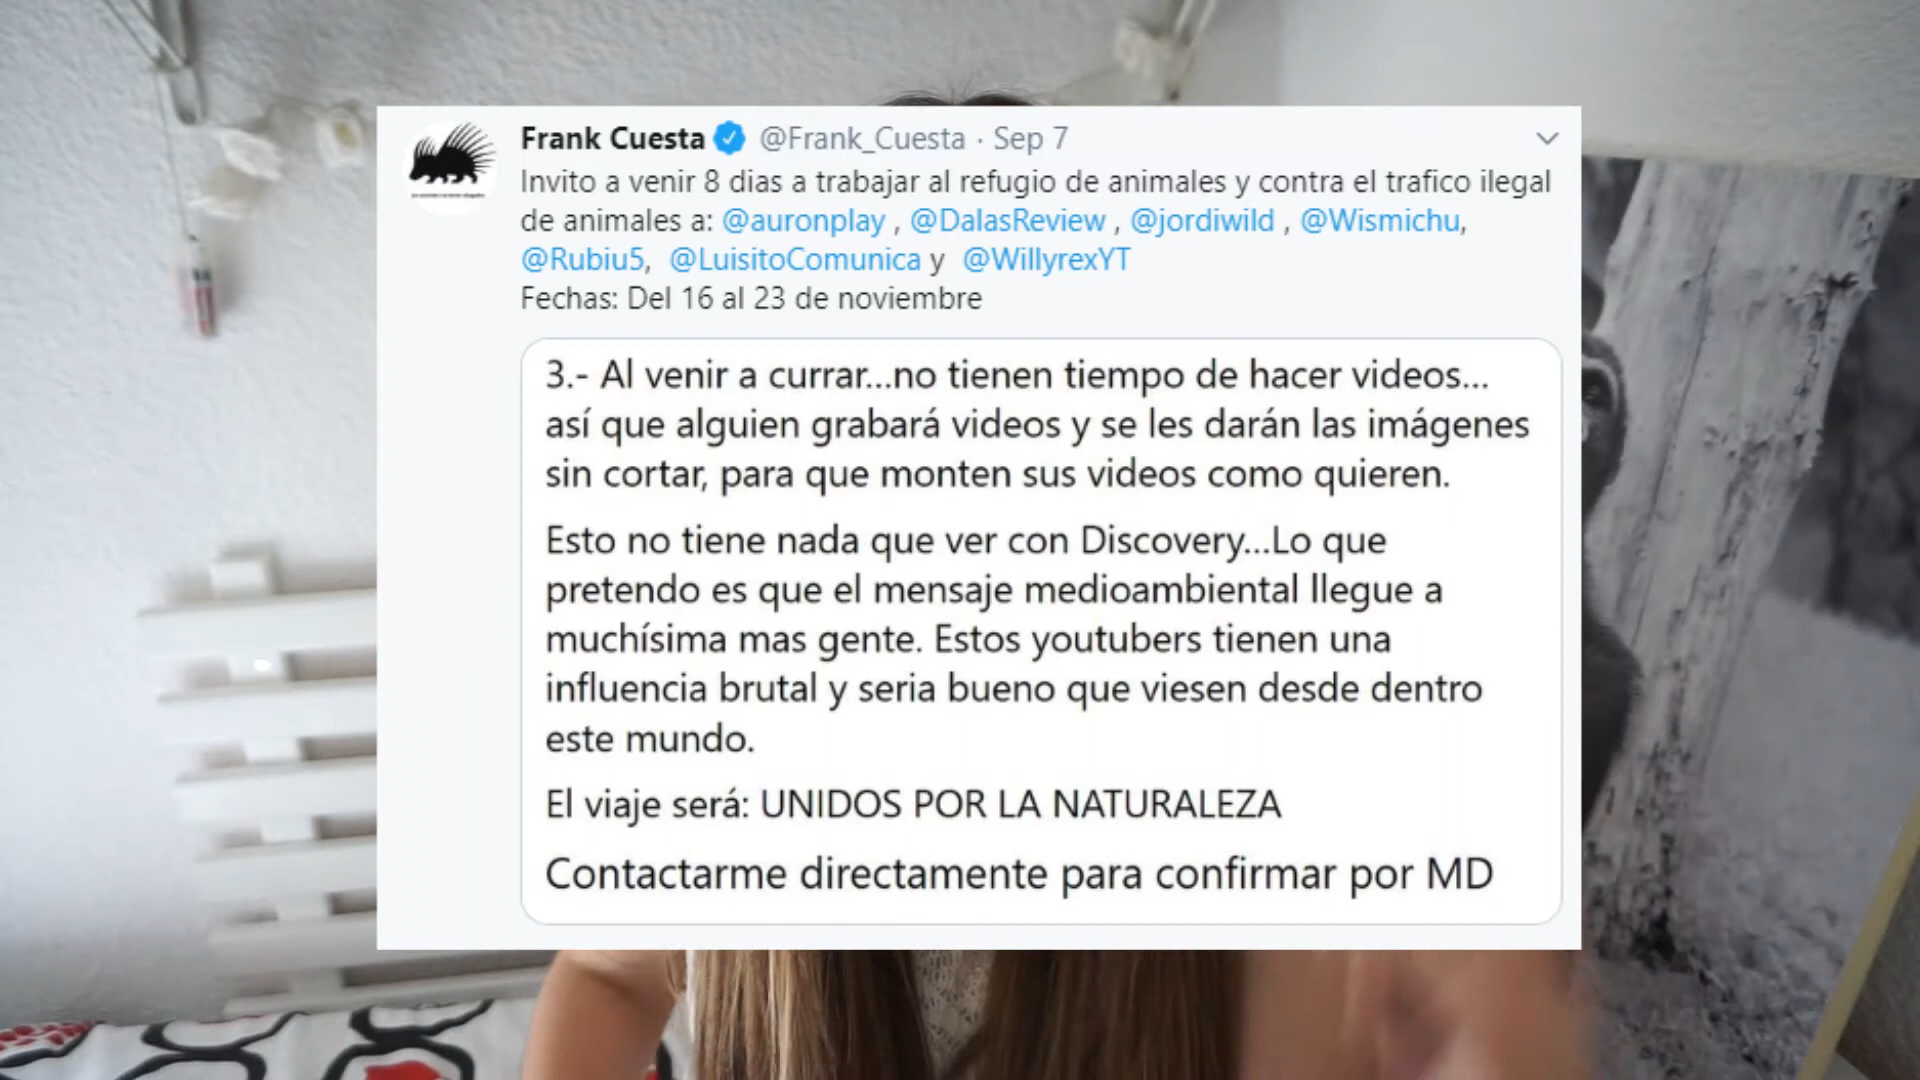 Frank Cuesta @Frank_Cuesta · Sep 7
Invito a venir 8 dias a trabajar al refugio de animales y contra el trafico ilegal
de animales a: @auronplay , @DalasReview , @jordiwild , @Wismichu,
@Rubiu5, @LuisitoComunica y @WillyrexYT
Fechas: Del 16 al 23 de noviembre
3.- Al venir a currar...no tienen tiempo de hacer videos...
así que alguien grabará videos y se les darán las imágenes
sin cortar, para que monten sus videos como quieren.
Esto no tiene nada que ver con Discovery...Lo que
pretendo es que el mensaje medioambiental llegue a
muchísima mas gente. Estos youtubers tienen una
influencia brutal y seria bueno que viesen desde dentro
este mundo.
El viaje será: UNIDOS POR LA NATURALEZA
Contactarme directamente para confirmar por MD